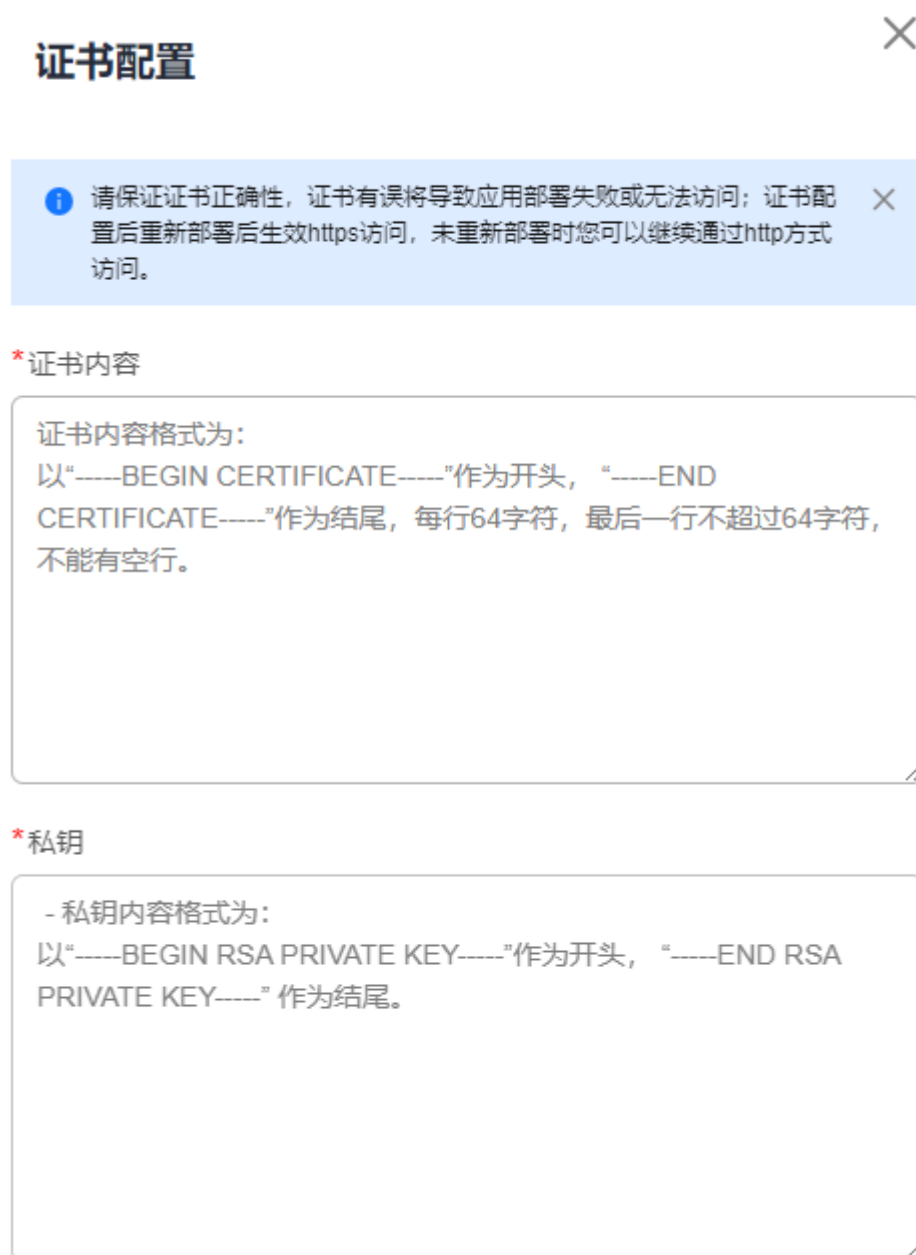 证书配置
请保证证书正确性，证书有误将导致应用部署失败或无法访问；证书配
置后重新部署后生效https访问，未重新部署时您可以继续通过http方式
访问。
*证书内容
证书内容格式为：
以“-----BEGIN CERTIFICATE-----”作为开头， “-----END
CERTIFICATE-----”作为结尾，每行64字符，最后一行不超过64字符，
不能有空行。
*私钥
- 私钥内容格式为：
以“-----BEGIN RSA PRIVATE KEY-----”作为开头， “-----END RSA
PRIVATE KEY-----” 作为结尾。